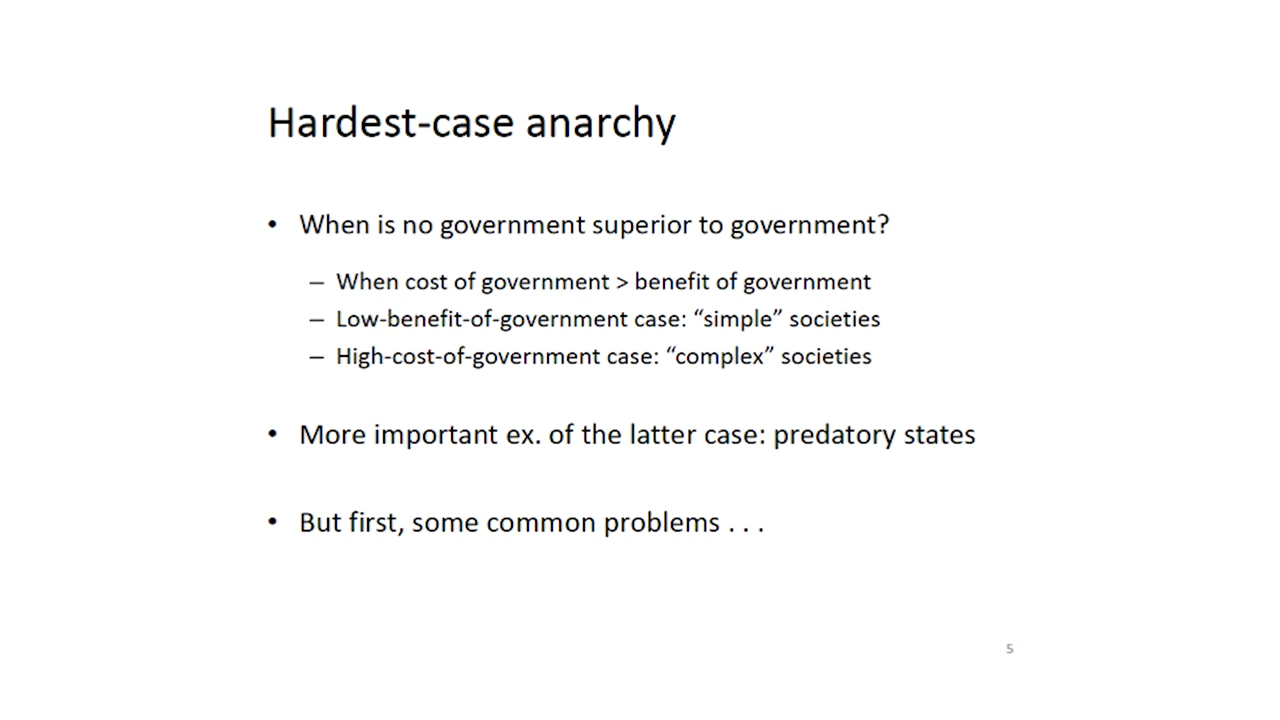 Hardest-case anarchy
• When is no government superior to government?
– When cost of government > benefit of government
– Low-benefit-of-government case: “simple” societies
– High-cost-of-government case: “complex” societies
• More important ex. of the latter case: predatory states
• But first, some common problems . . .
5